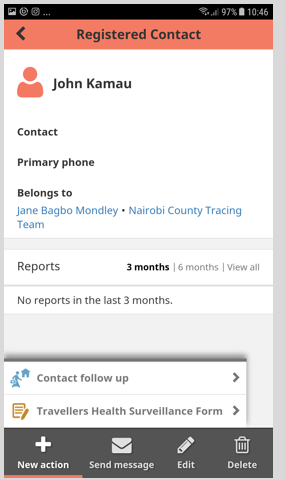 ... 97% 10:46
Registered Contact
John Kamau
Contact
Primary phone
Belongs to
Jane Bagbo Mondley • Nairobi County Tracing
Team
Reports 3 months | 6 months | View all
No reports in the last 3 months.
Contact follow up
Travellers Health Surveillance Form
New action Send message Edit Delete